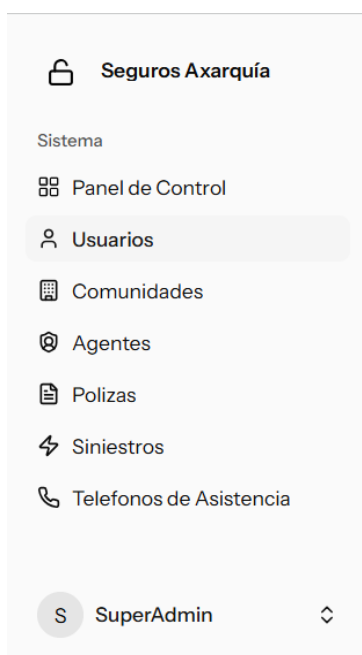 Seguros Axarquía
Sistema
Panel de Control
Usuarios
Comunidades
Agentes
Polizas
Siniestros
Telefonos de Asistencia
S SuperAdmin